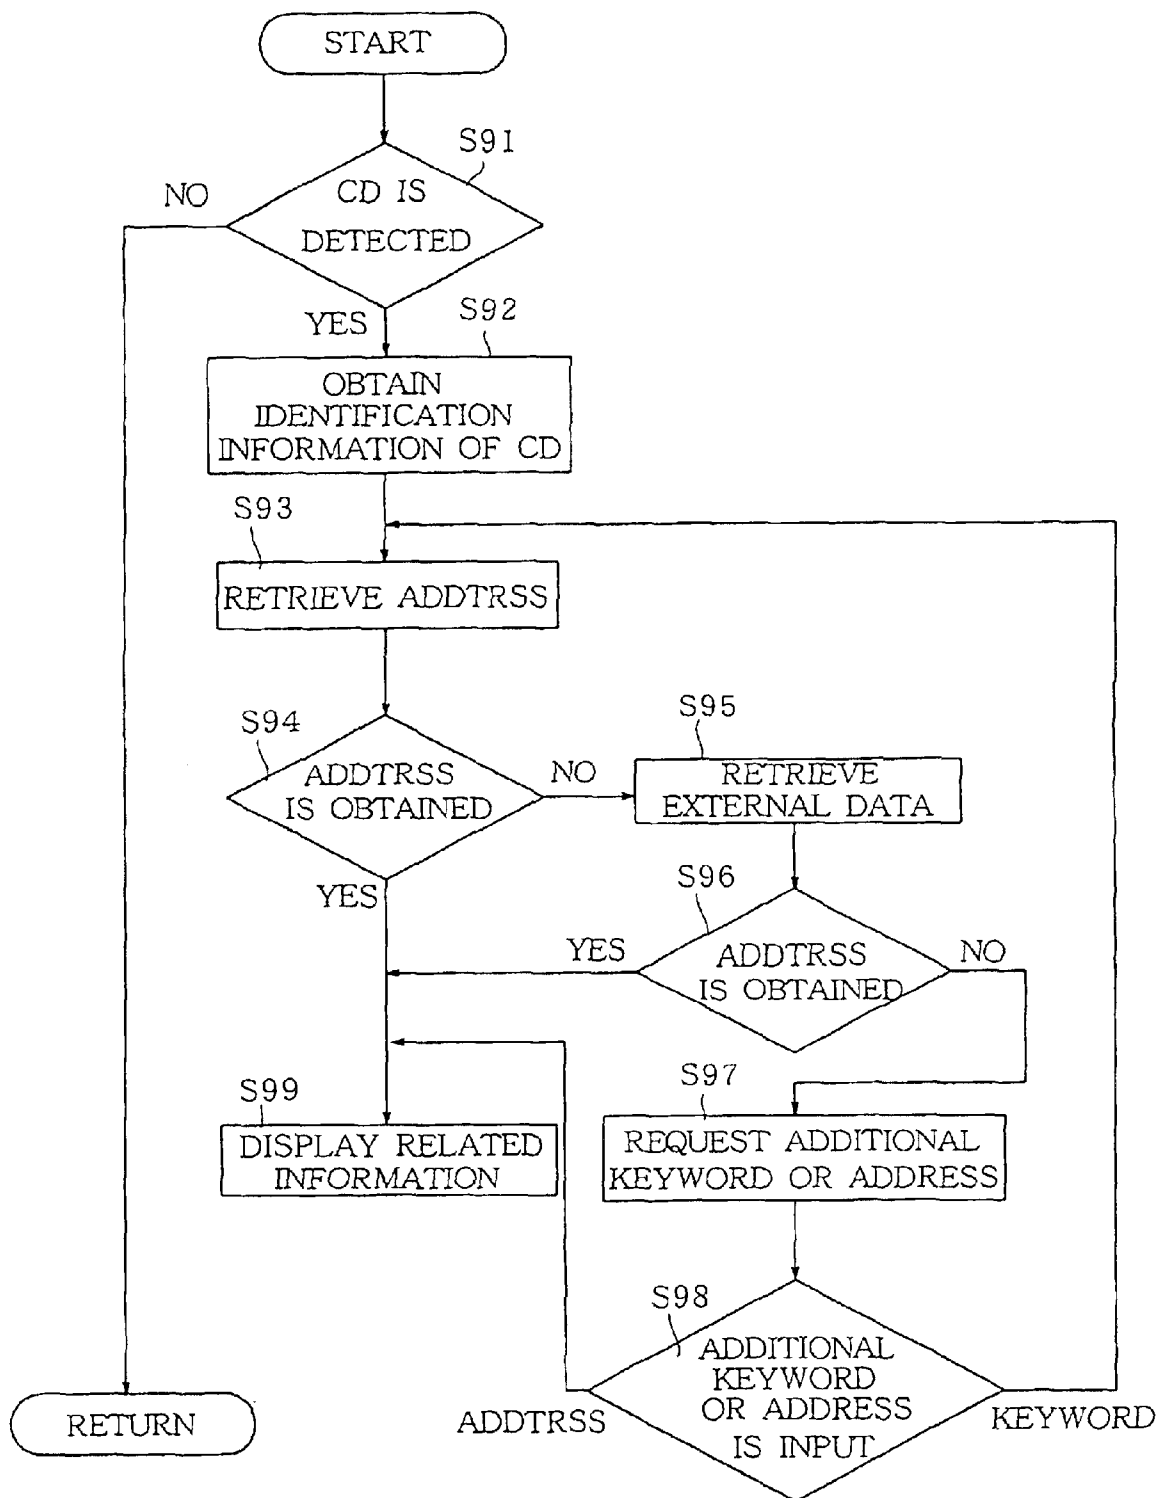 START
S91
NO
CD IS
DETECTED
S92
YES
OBTAIN
IDENTIFICATION
INFORMATION OF CD
S93
RETRIEVE ADDTRSS
S94
S95
ADDTRSS
IS OBTAINED
NO
RETRIEVE
EXTERNAL DATA
YES
S96
YES
ADDTRSS
IS OBTAINED
NO
S99
S97
DISPLAY RELATED
INFORMATION
REQUEST ADDITIONAL
KEYWORD OR ADDRESS
S98
ADDITIONAL
KEYWORD
OR ADDRESS
IS INPUT
ADDTRSS
KEYWORD
RETURN